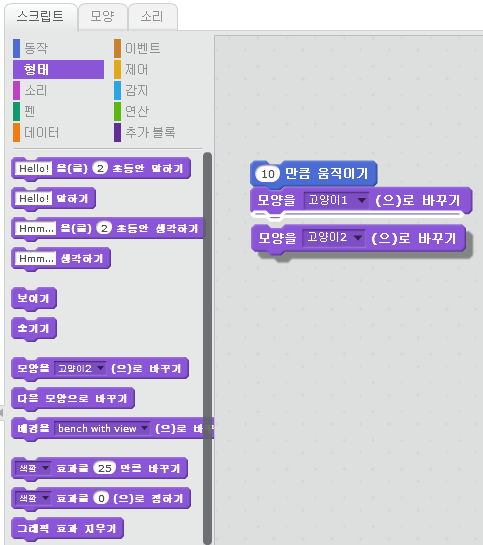 스크립트 모양 소리
동작 이벤트
형태 제어
소리 감지
펜 연산
데이터 추가 블록
Hello! 을(를) 2 초동안 말하기
Hello! 말하기
Hmm... 을(를) 2 초동안 생각하기
Hmm... 생각하기
보이기
숨기기
모양을 고양이2 (으)로 바꾸기
다음 모양으로 바꾸기
배경을 bench with view (으)로 바꾸기
색깔 효과를 25 만큼 바꾸기
색깔 효과를 0 (으)로 정하기
그래픽 효과 지우기
10 만큼 움직이기
모양을 고양이1 (으)로 바꾸기
모양을 고양이2 (으)로 바꾸기